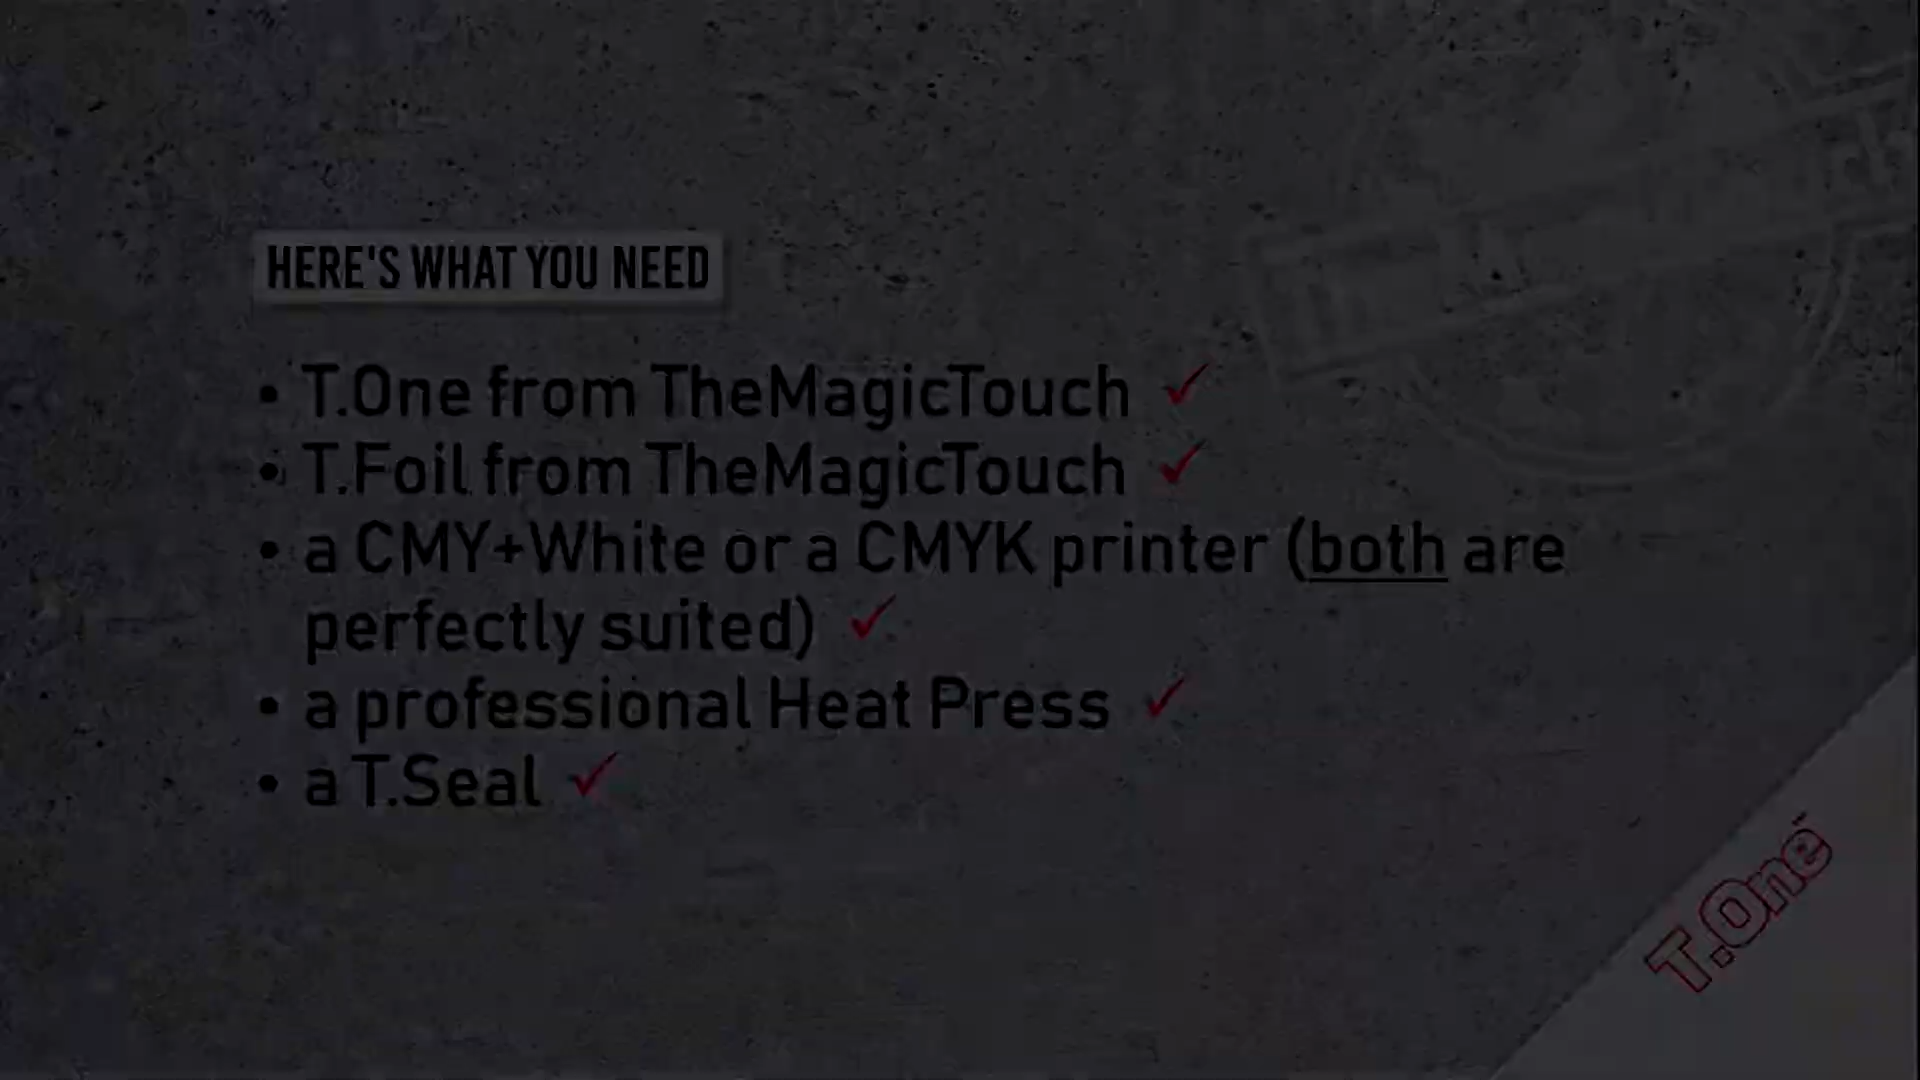 HERE'S WHAT YOU NEED
• T.One from TheMagicTouch ✓
• T.Foil from TheMagicTouch ✓
• a CMY+White or a CMYK printer (both are
perfectly suited) ✓
• a professional Heat Press ✓
• a T.Seal ✓
T.One